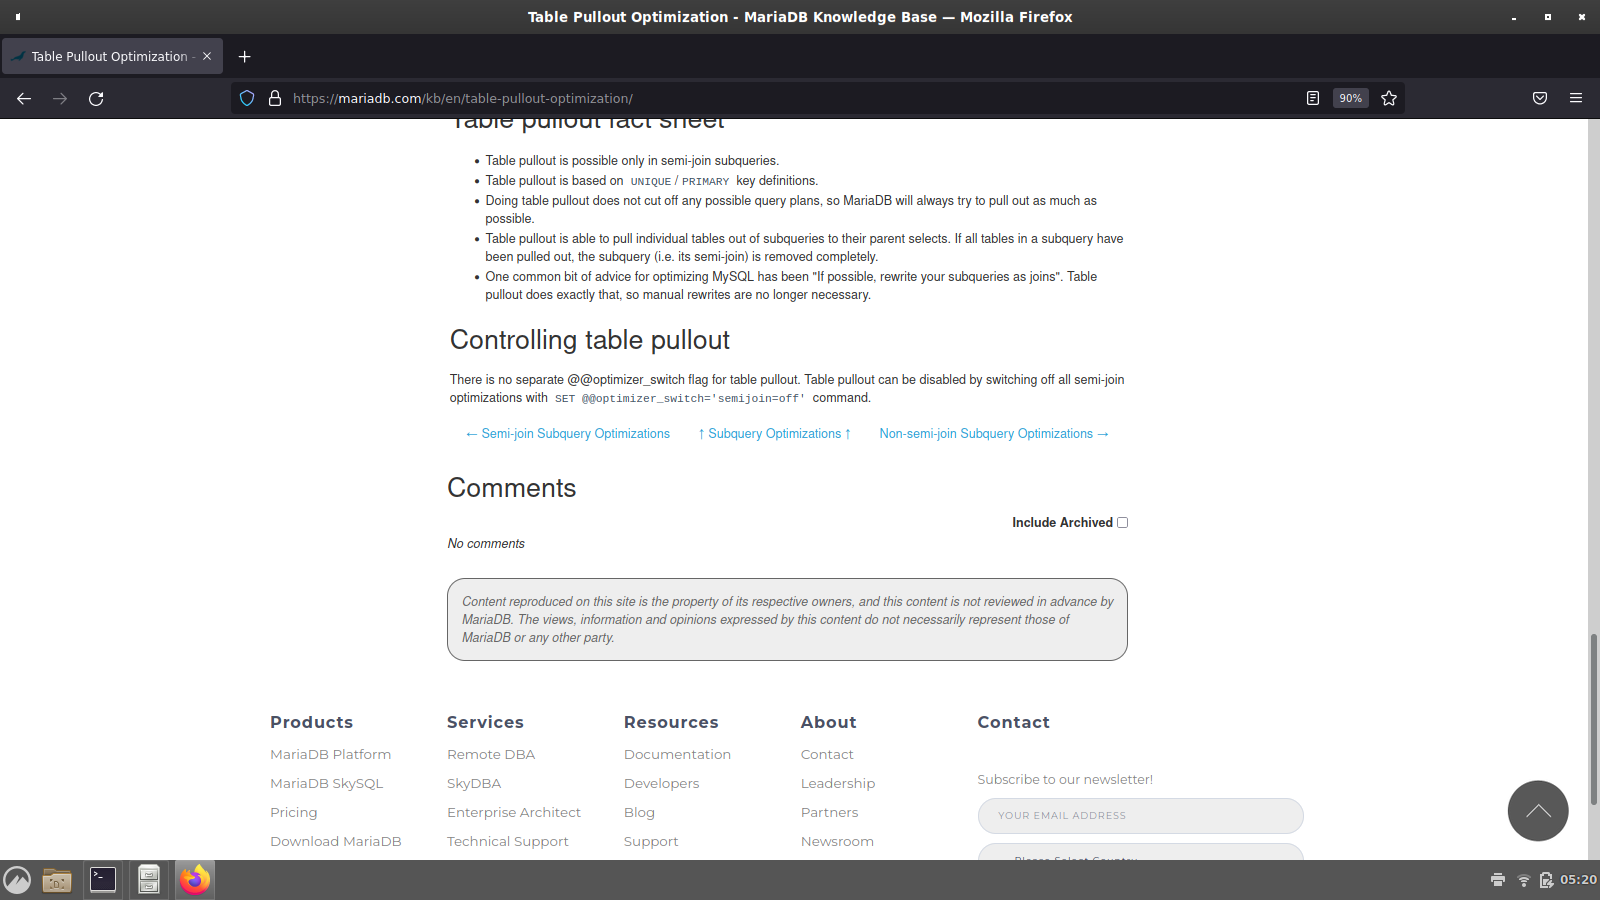 Table Pullout Optimization - MariaDB Knowledge Base — Mozilla Firefox
Table Pullout Optimization -
https://mariadb.com/kb/en/table-pullout-optimization/
90%
Table pullout fact sheet
Table pullout is possible only in semi-join subqueries.
Table pullout is based on UNIQUE / PRIMARY key definitions.
Doing table pullout does not cut off any possible query plans, so MariaDB will always try to pull out as much as
possible.
Table pullout is able to pull individual tables out of subqueries to their parent selects. If all tables in a subquery have
been pulled out, the subquery (i.e. its semi-join) is removed completely.
One common bit of advice for optimizing MySQL has been "If possible, rewrite your subqueries as joins". Table
pullout does exactly that, so manual rewrites are no longer necessary.
Controlling table pullout
There is no separate @@optimizer_switch flag for table pullout. Table pullout can be disabled by switching off all semi-join
optimizations with SET @@optimizer_switch='semijoin=off' command.
← Semi-join Subquery Optimizations ↑ Subquery Optimizations ↑ Non-semi-join Subquery Optimizations →
Comments
Include Archived
No comments
Content reproduced on this site is the property of its respective owners, and this content is not reviewed in advance by
MariaDB. The views, information and opinions expressed by this content do not necessarily represent those of
MariaDB or any other party.
Products
MariaDB Platform
MariaDB SkySQL
Pricing
Download MariaDB
Services
Remote DBA
SkyDBA
Enterprise Architect
Technical Support
Resources
Documentation
Developers
Blog
Support
About
Contact
Leadership
Partners
Newsroom
Contact
Subscribe to our newsletter!
YOUR EMAIL ADDRESS
Please Select Country
05:20